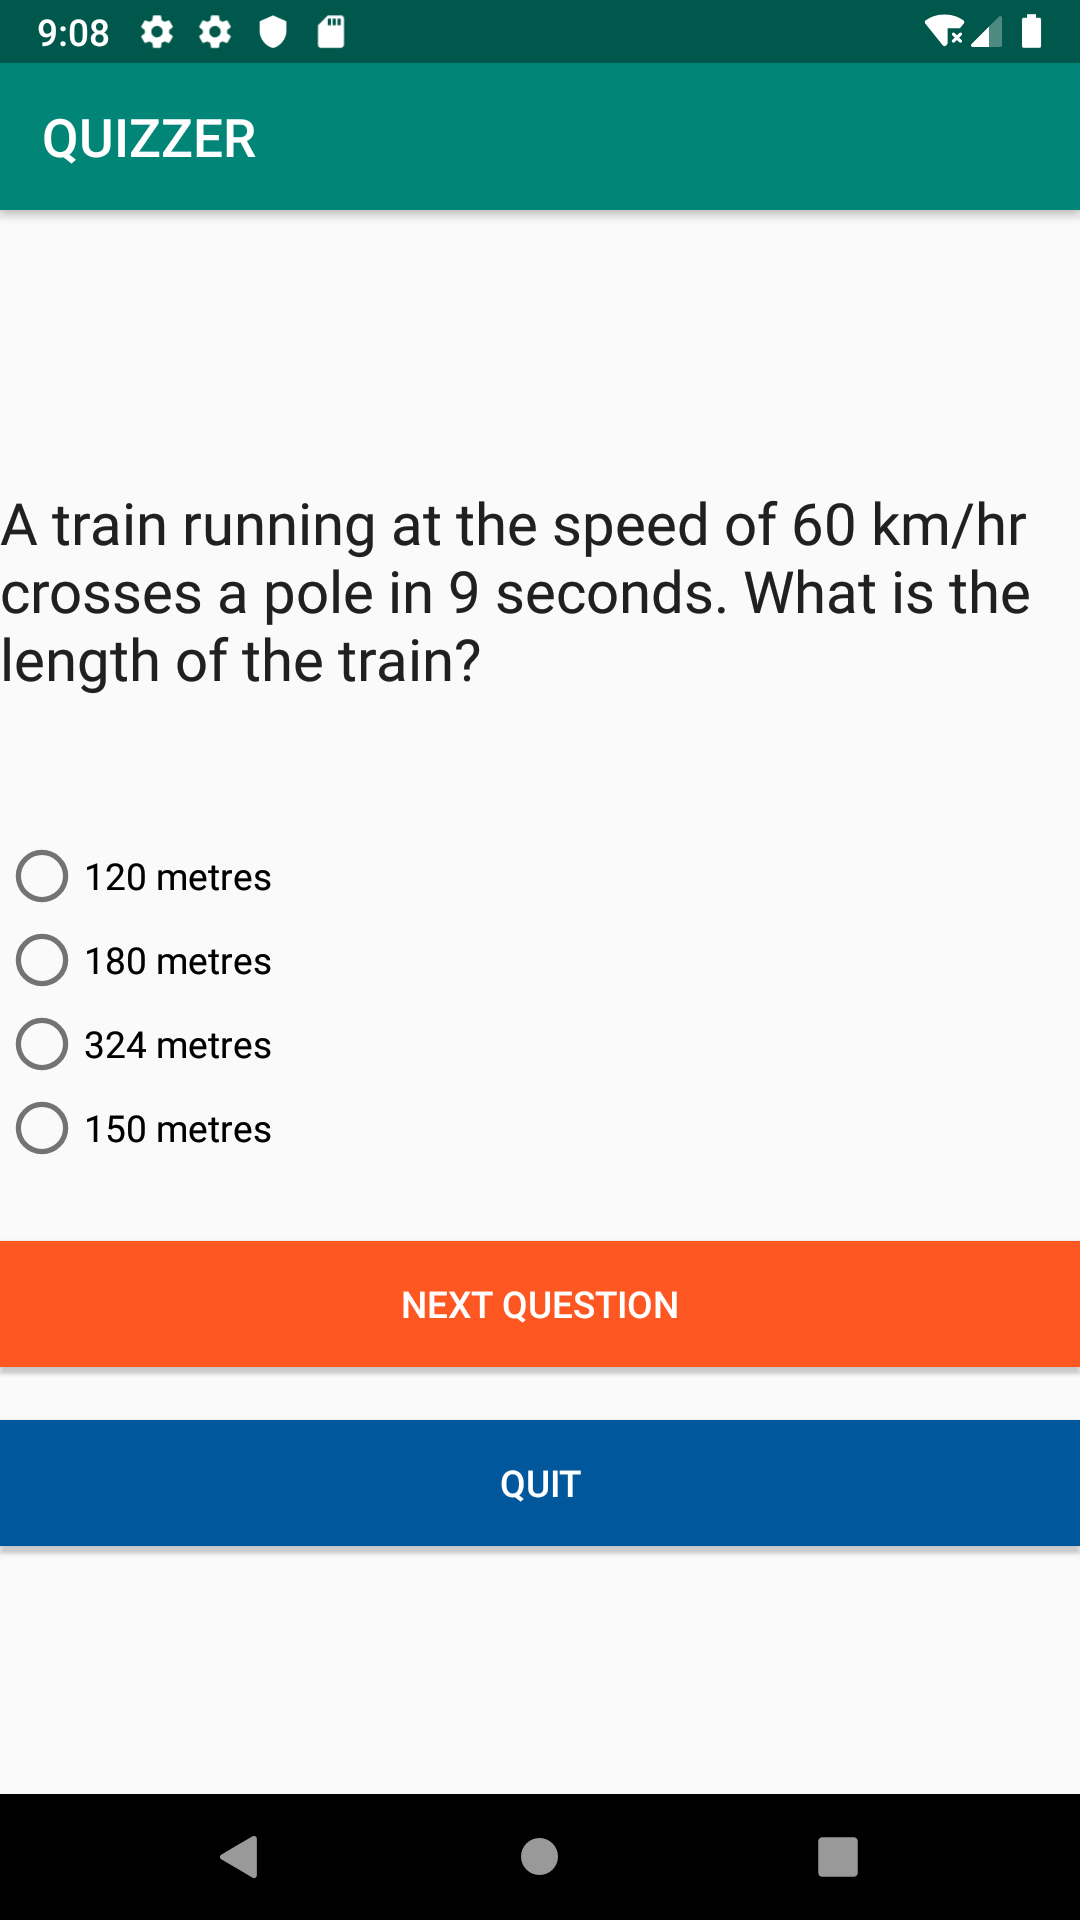 9:08
QUIZZER
A train running at the speed of 60 km/hr
crosses a pole in 9 seconds. What is the
length of the train?
120 metres
180 metres
324 metres
150 metres
NEXT QUESTION
QUIT